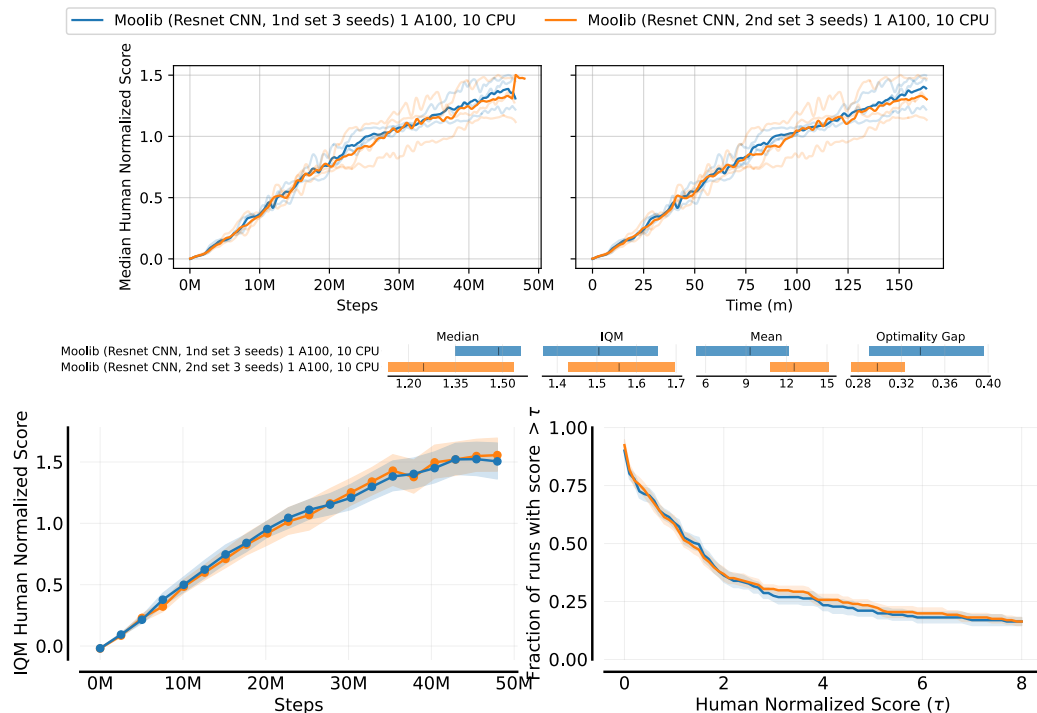 Moolib (Resnet CNN, 1nd set 3 seeds) 1 A100, 10 CPU
Moolib (Resnet CNN, 2nd set 3 seeds) 1 A100, 10 CPU
Median Human Normalized Score
1.5
1.0
0.5
0.0
0M 10M 20M 30M 40M 50M
Steps
0 25 50 75 100 125 150
Time (m)
Median IQM Mean Optimality Gap
Moolib (Resnet CNN, 1nd set 3 seeds) 1 A100, 10 CPU
Moolib (Resnet CNN, 2nd set 3 seeds) 1 A100, 10 CPU
1.20 1.35 1.50 1.4 1.5 1.6 1.7 6 9 12 15 0.28 0.32 0.36 0.40
IQM Human Normalized Score
1.5
1.0
0.5
0.0
0M 10M 20M 30M 40M 50M
Steps
Fraction of runs with score > τ
1.00
0.75
0.50
0.25
0.00
0 2 4 6 8
Human Normalized Score (τ)